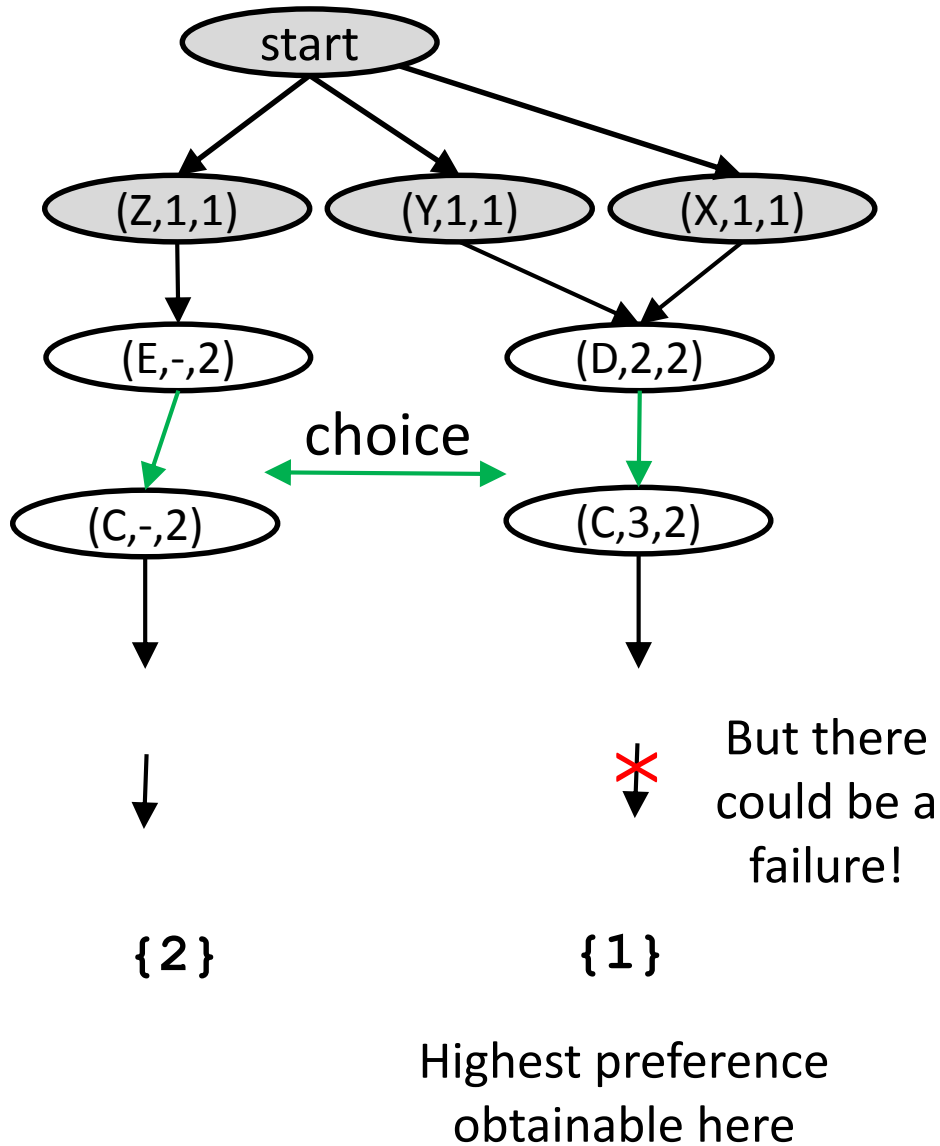 start
(Z,1,1)
(Y,1,1)
(X,1,1)
(E,-,2)
(D,2,2)
choice
(C,-,2)
(C,3,2)
But there
could be a
failure!
{2}
{1}
Highest preference
obtainable here